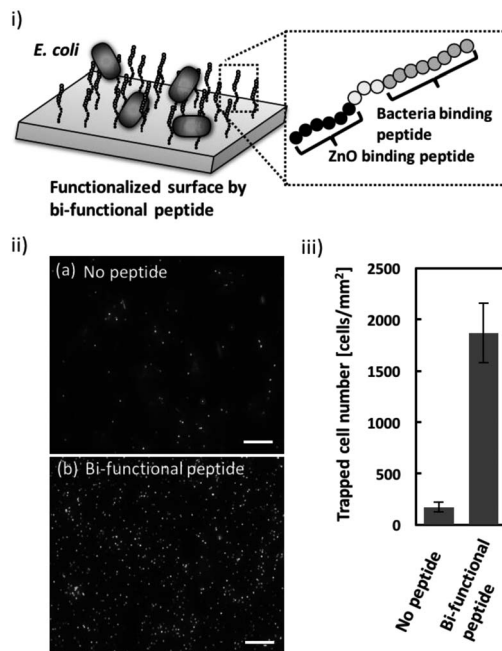 i)
E. coli
Bacteria binding
peptide
ZnO binding peptide
Functionalized surface by
bi-functional peptide
ii)
(a) No peptide
(b) Bi-functional peptide
iii)
Trapped cell number [cells/mm²]
2500
2000
1500
1000
500
0
No peptide
Bi-functional
peptide